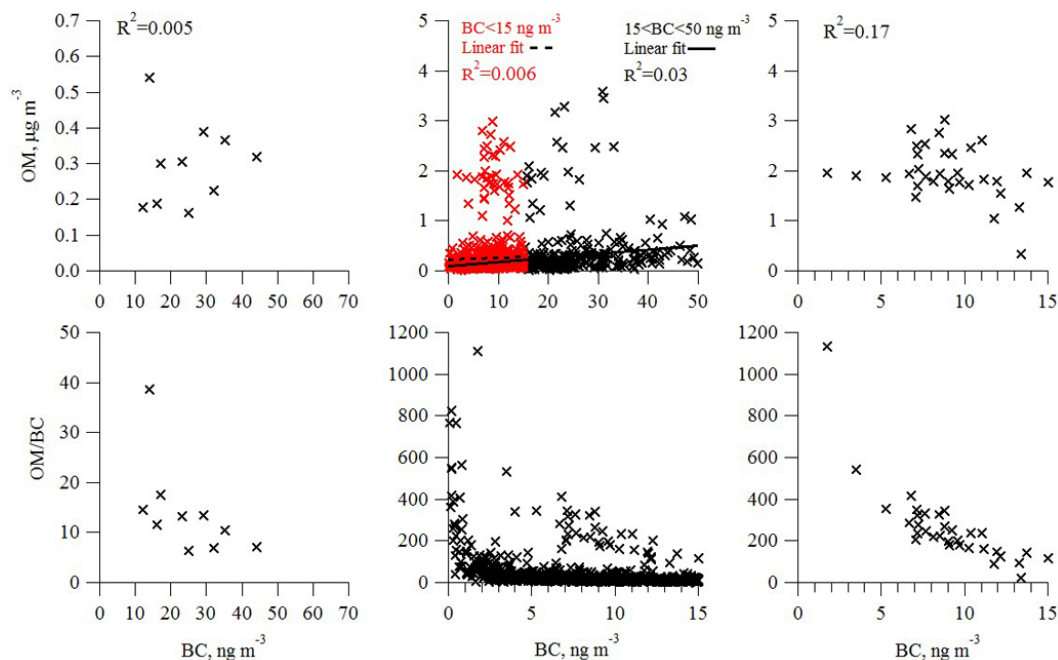 R²=0.005
0.7
0.6
0.5
0.4
0.3
0.2
0.1
0.0
OM, µg m⁻³
0 10 20 30 40 50 60 70
BC<15 ng m⁻³
Linear fit
R²=0.006
15<BC<50 ng m⁻³
Linear fit
R²=0.03
5
4
3
2
1
0
0 10 20 30 40 50
R²=0.17
5
4
3
2
1
0
0 5 10 15
50
40
30
20
10
0
OM/BC
0 10 20 30 40 50 60 70
BC, ng m⁻³
1200
1000
800
600
400
200
0
0 5 10 15
BC, ng m⁻³
1200
1000
800
600
400
200
0
0 5 10 15
BC, ng m⁻³